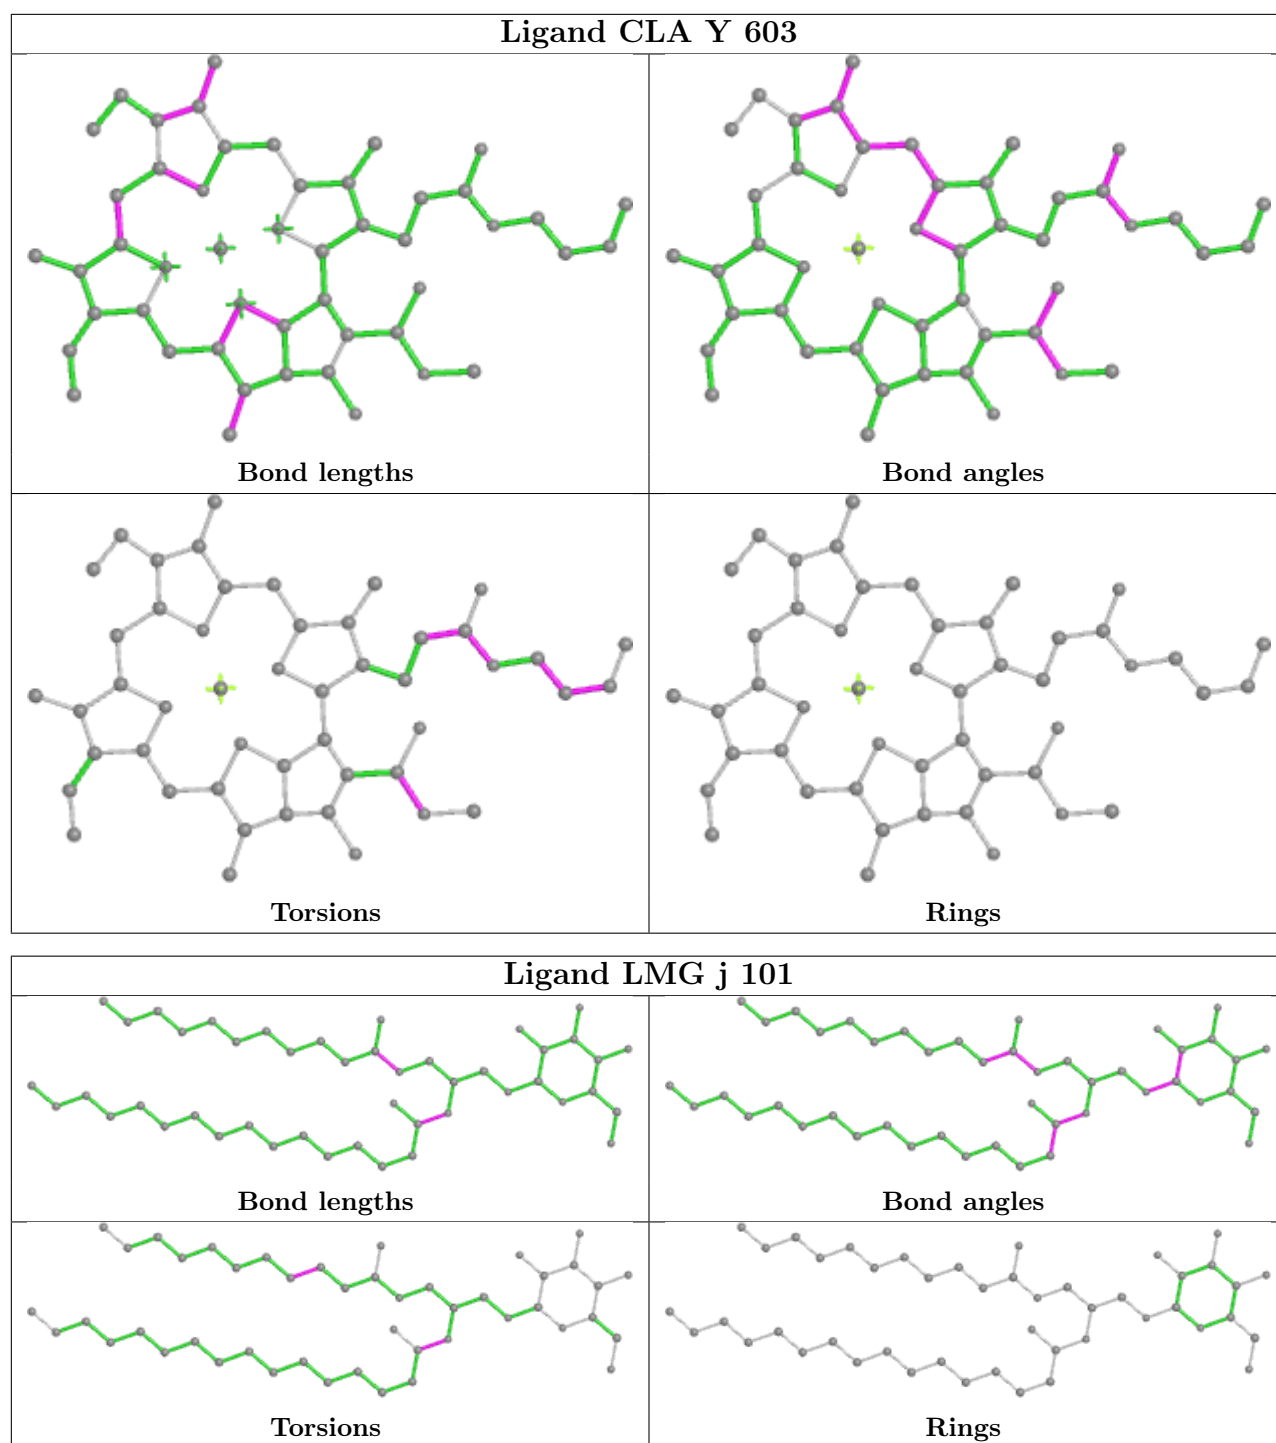 Ligand CLA Y 603
Bond lengths
Bond angles
Torsions
Rings
Ligand LMG j 101
Bond lengths
Bond angles
Torsions
Rings